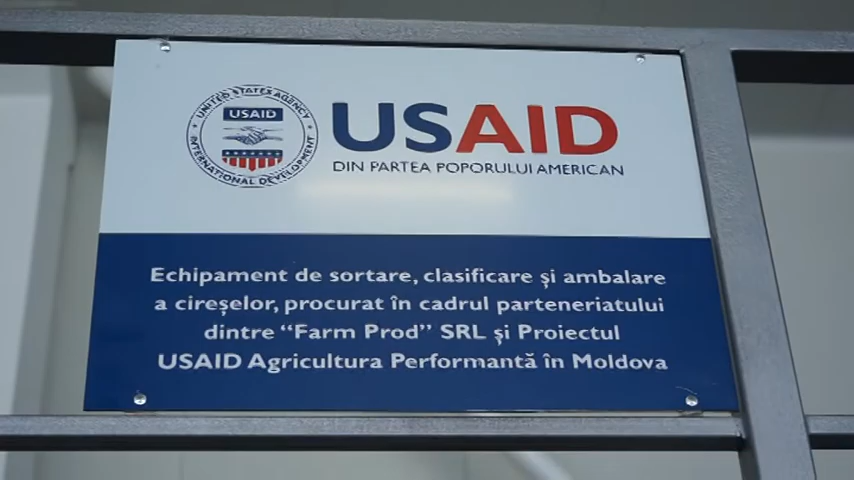 UNITED STATES AGENCY
USAID
INTERNATIONAL DEVELOPMENT
USAID
DIN PARTEA POPORULUI AMERICAN
Echipament de sortare, clasificare și ambalare
a cireșelor, procurat în cadrul parteneriatului
dintre “Farm Prod” SRL și Proiectul
USAID Agricultura Performantă în Moldova